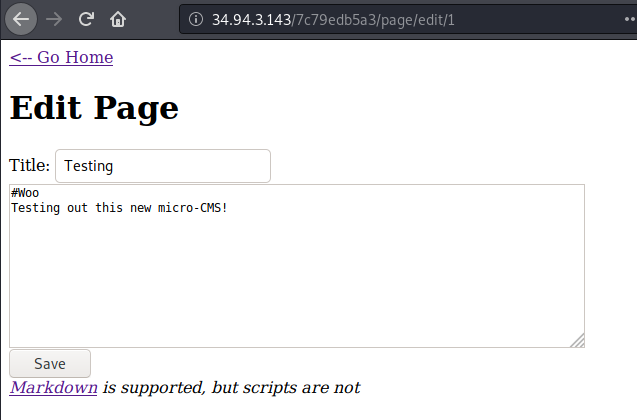 34.94.3.143/7c79edb5a3/page/edit/1
<-- Go Home
Edit Page
Title: Testing
#Woo
Testing out this new micro-CMS!
Save
Markdown is supported, but scripts are not